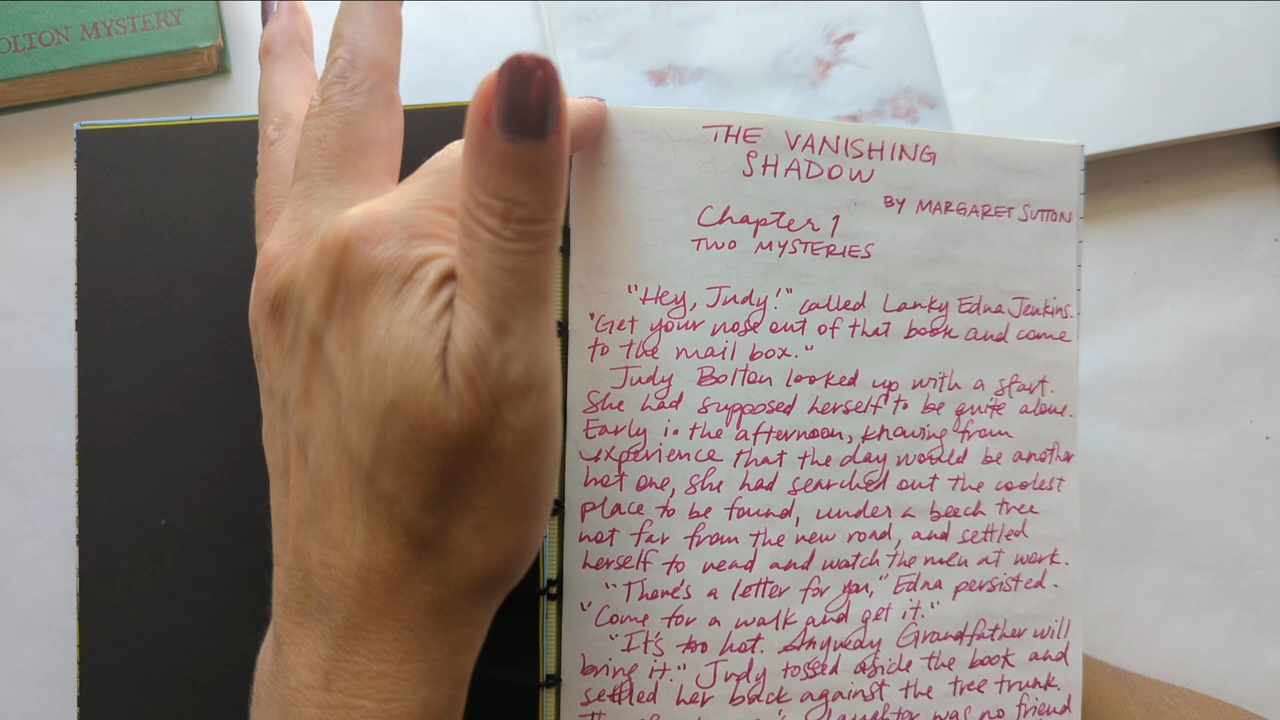 OLTON MYSTERY
THE VANISHING
SHADOW
BY MARGARET SUTTON
Chapter 1
TWO MYSTERIES
"Hey, Judy!" called Lanky Edna Jenkins.
"Get your nose out of that book and come
to the mail box."
Judy Bolton looked up with a start.
She had supposed herself to be quite alone.
Early in the afternoon, knowing from
experience that the day would be another
hot one, she had searched out the coolest
place to be found, under a beech tree
not far from the new road, and settled
herself to read and watch the men at work.
"There's a letter for you," Edna persisted.
"Come for a walk and get it."
"It's too hot. Anyway Grandfather will
bring it." Judy tossed aside the book and
settled her back against the tree trunk.
daughter was no friend